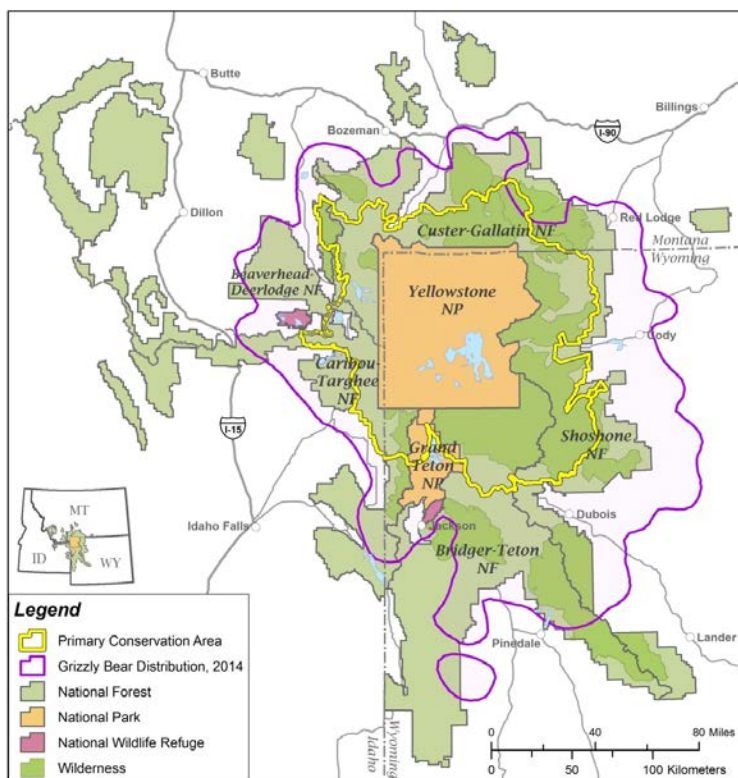 Butte
Billings
Bozeman
I-90
Dillon
Red Lodge
Custer-Gallatin NF
Montana
Wyoming
Beaverhead-
Deerlodge NF
Yellowstone
NP
Cody
Caribou-
Targhee
NF
I-15
Shoshone
NF
Grand
Teton
NP
MT
ID
WY
Idaho Falls
Jackson
Dubois
Bridger-Teton
NF
Pinedale
Lander
Legend
Primary Conservation Area
Grizzly Bear Distribution, 2014
National Forest
National Park
National Wildlife Refuge
Wilderness
Wyoming
Idaho
0 20 40 80 Miles
0 50 100 Kilometers